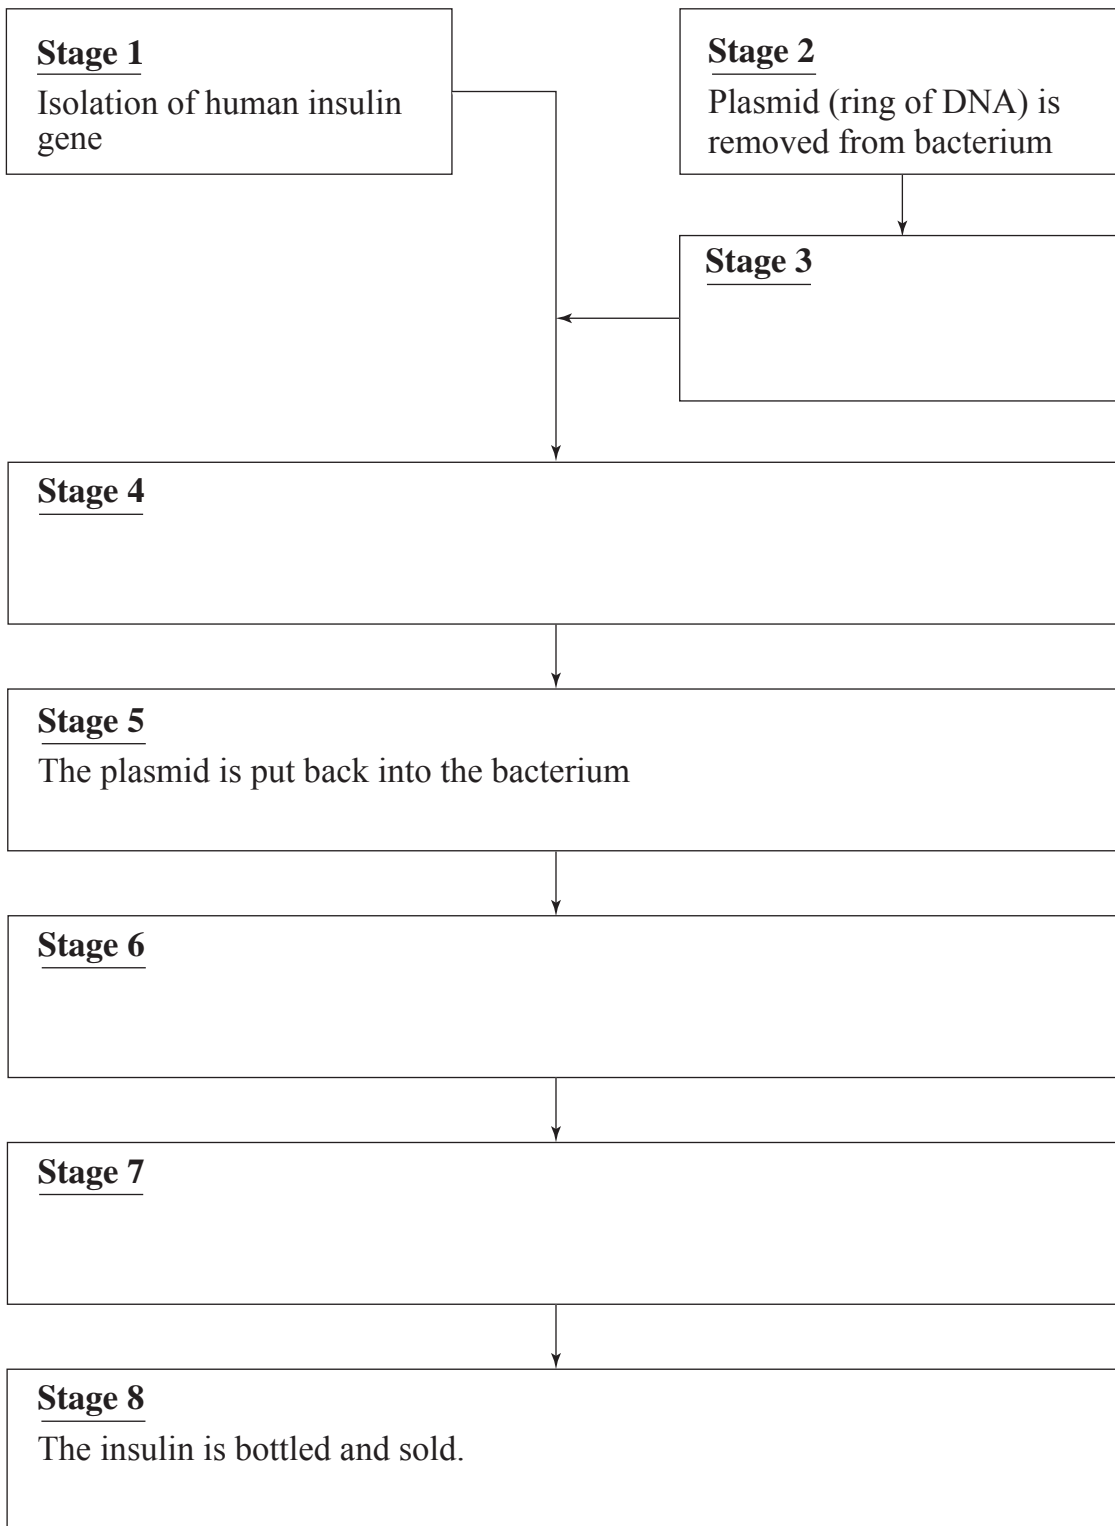 Stage 1
Isolation of human insulin
gene
Stage 2
Plasmid (ring of DNA) is
removed from bacterium
Stage 3
Stage 4
Stage 5
The plasmid is put back into the bacterium
Stage 6
Stage 7
Stage 8
The insulin is bottled and sold.